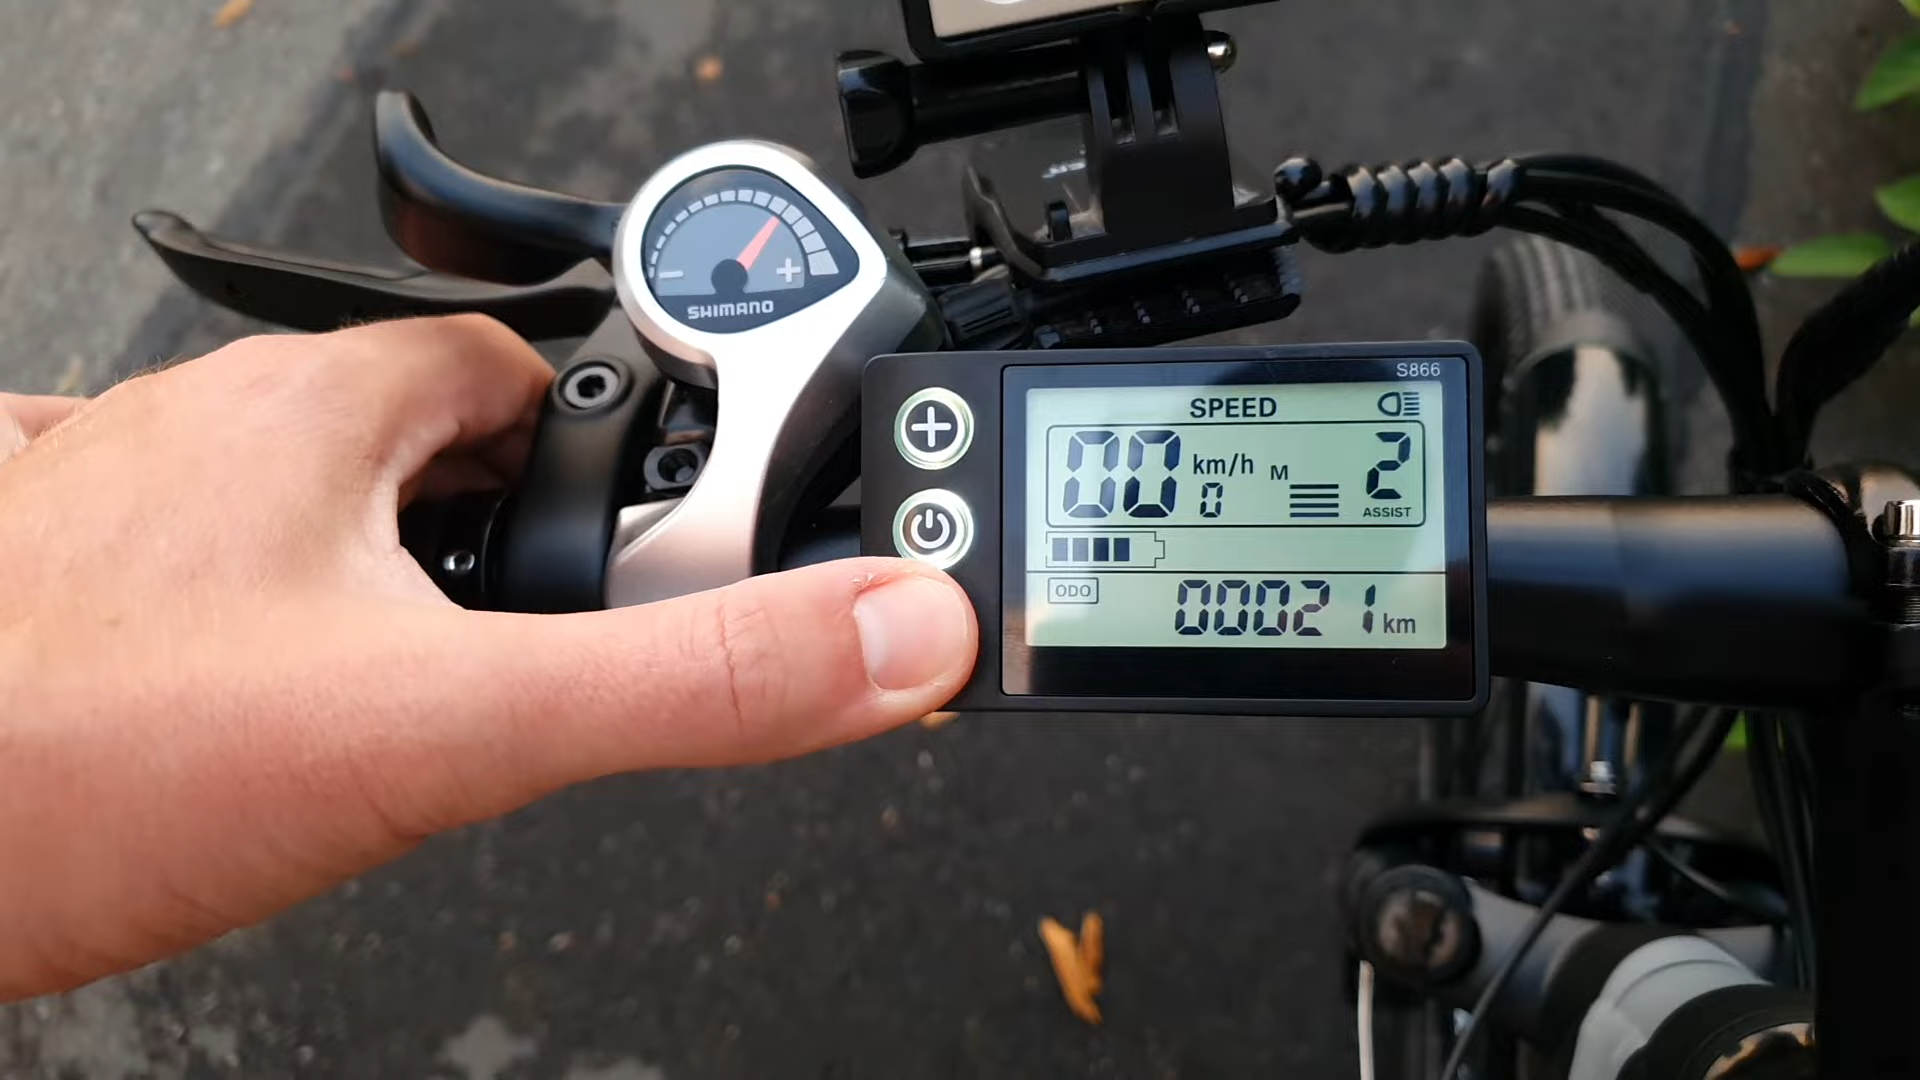 SHIMANO
S866
SPEED
00 0 km/h M 2 ASSIST
ODO 00021 km